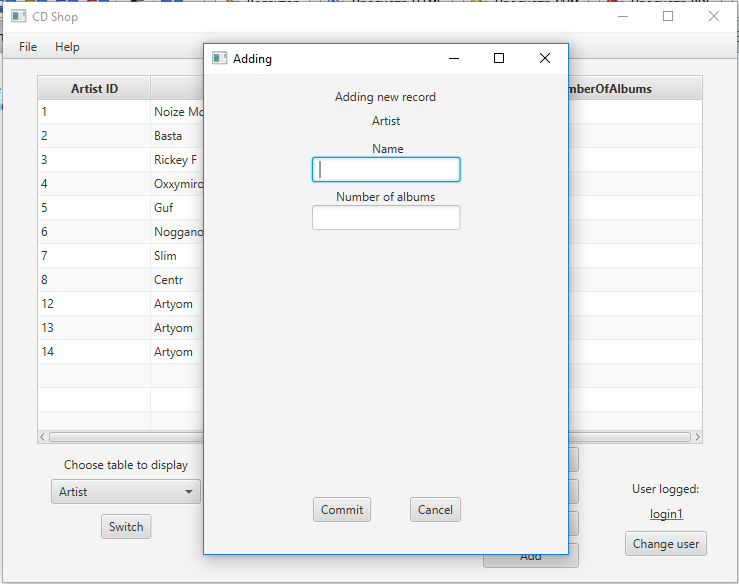 CD Shop
File Help
Adding
Adding new record
Artist
Name
Number of albums
Commit Cancel
Artist ID
1 Noize Mc
2 Basta
3 Rickey F
4 Oxxymiro
5 Guf
6 Noggano
7 Slim
8 Centr
12 Artyom
13 Artyom
14 Artyom
mberOfAlbums
Choose table to display
Artist
Switch
Add
User logged:
login1
Change user